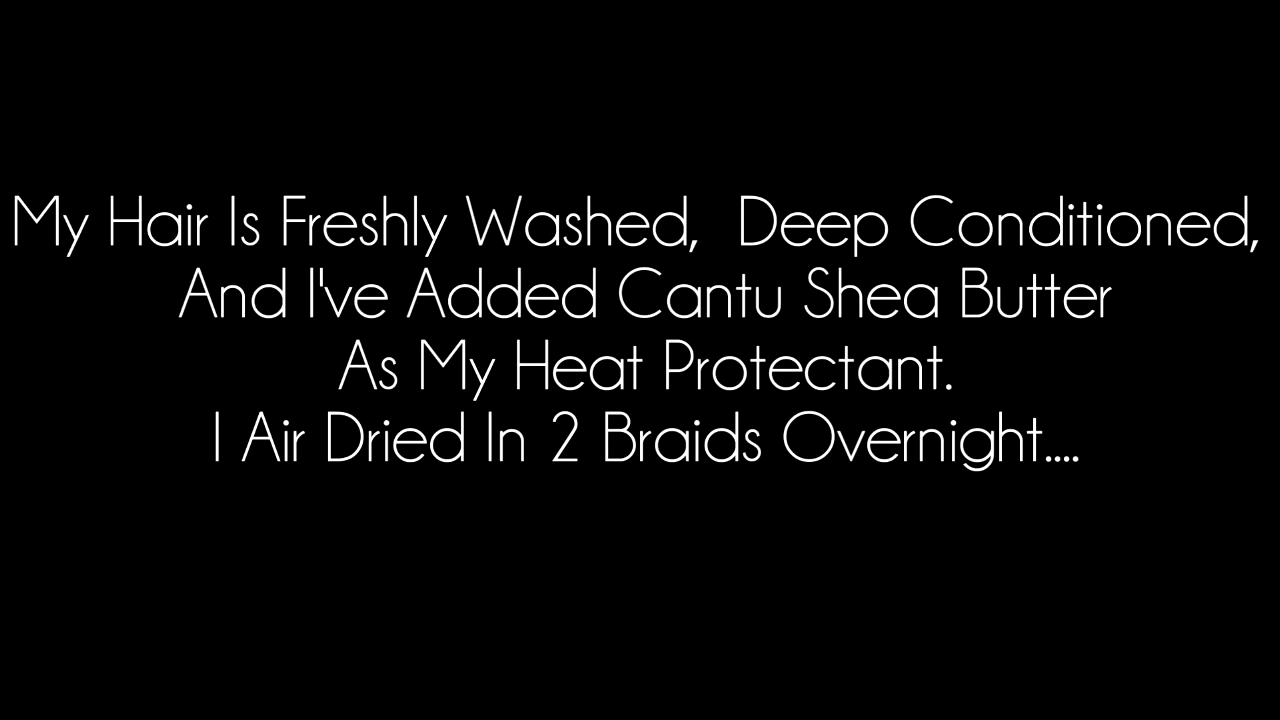 My Hair Is Freshly Washed,  Deep Conditioned,
And I've Added Cantu Shea Butter
As My Heat Protectant.
I Air Dried In 2 Braids Overnight....